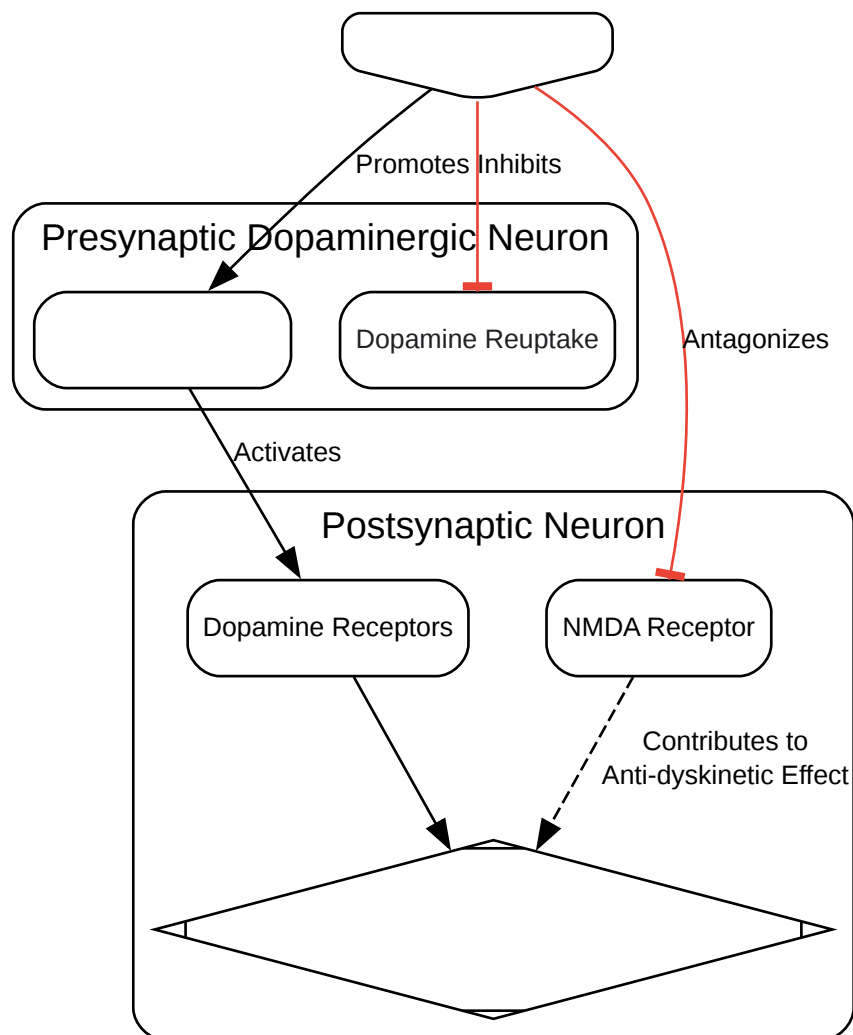 Promotes
Inhibits
Presynaptic Dopaminergic Neuron
Dopamine Reuptake
Antagonizes
Activates
Postsynaptic Neuron
Dopamine Receptors
NMDA Receptor
Contributes to
Anti-dyskinetic Effect